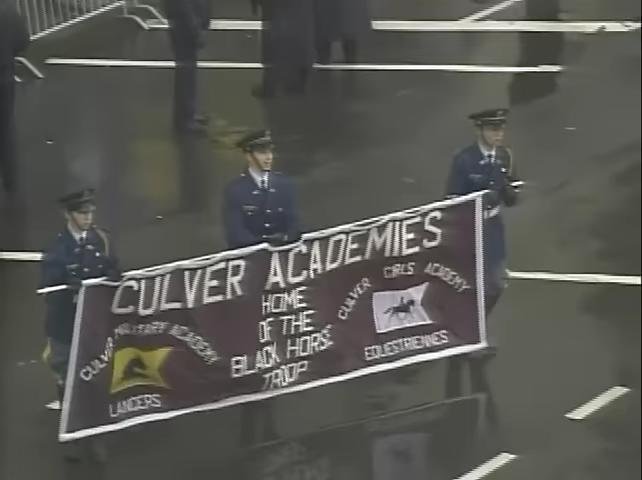 CULVER ACADEMIES
HOME
OF THE
BLACK HORSE
TROOP
CULVER MILITARY ACADEMY
LANCERS
CULVER GIRLS ACADEMY
EQUESTRIENNES